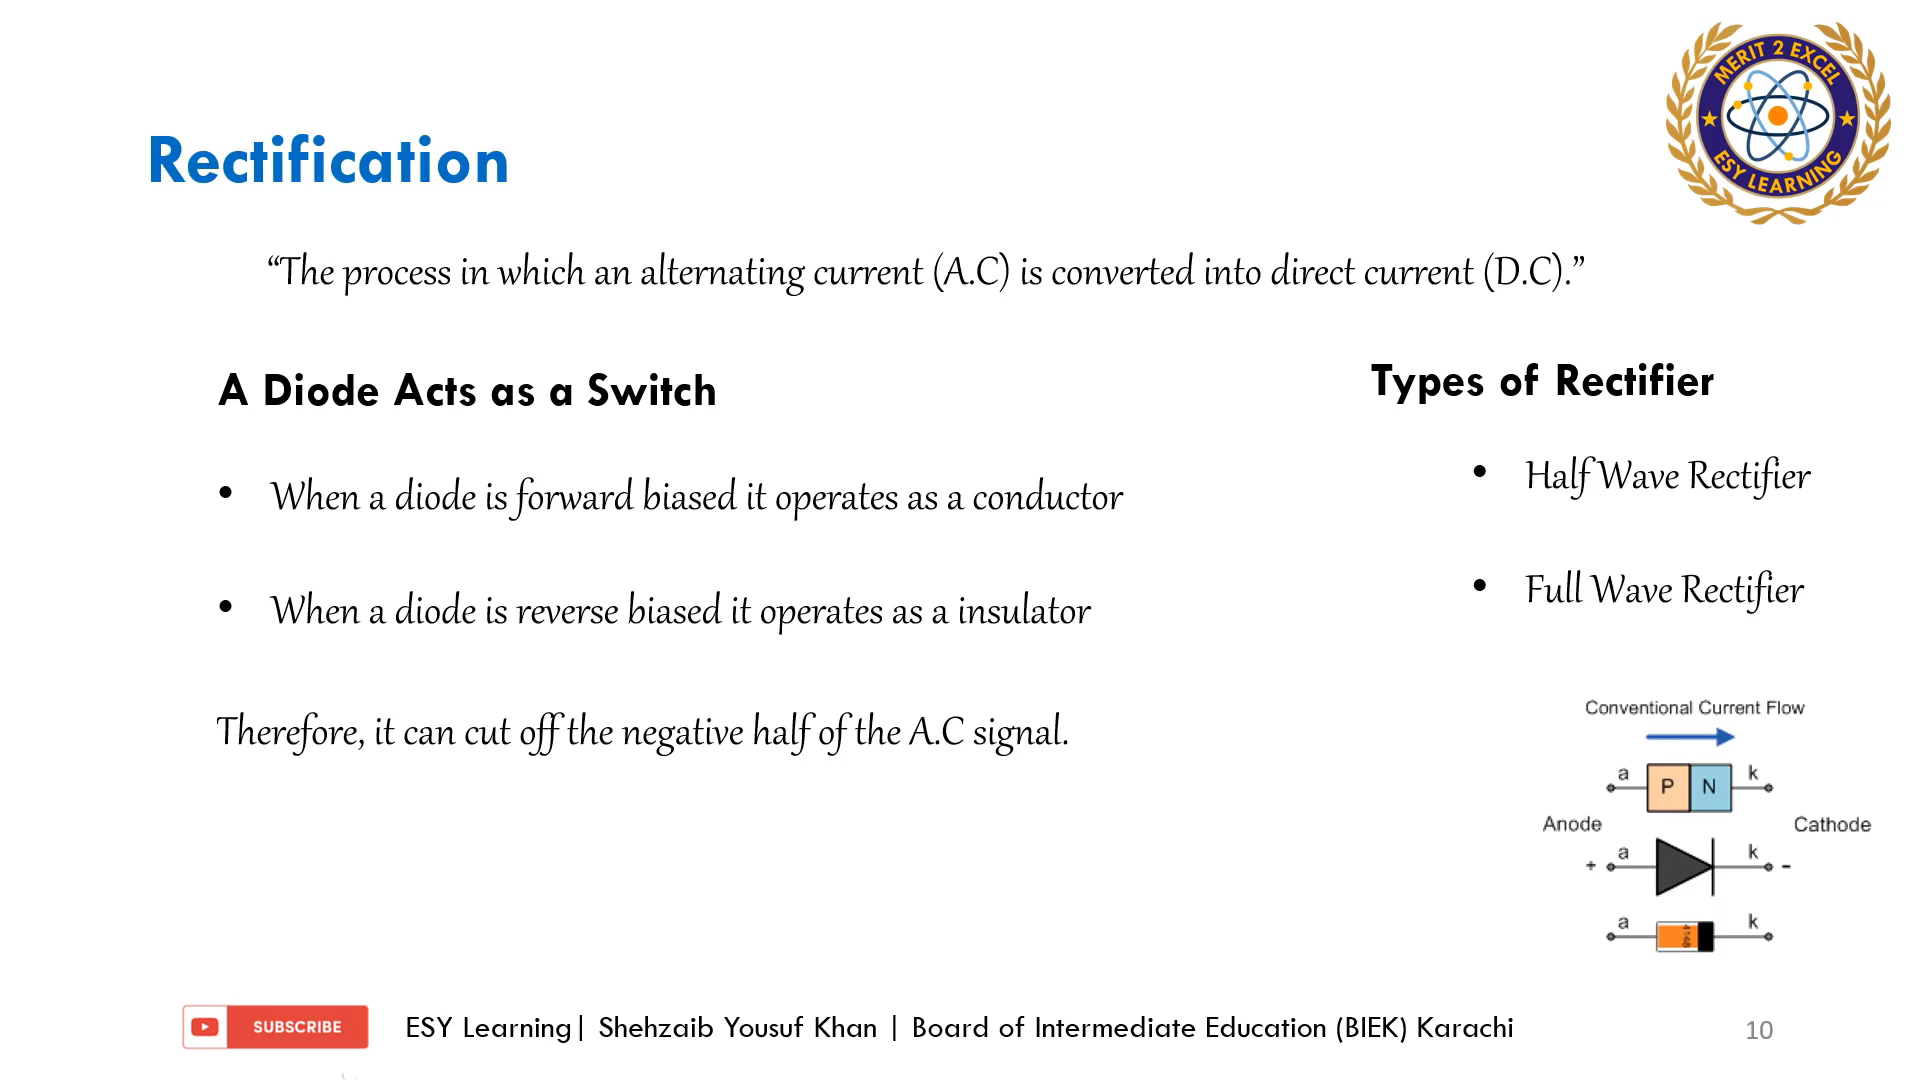 MERIT 2 EXCEL
ESY LEARNING
Rectification
“The process in which an alternating current (A.C) is converted into direct current (D.C).”
A Diode Acts as a Switch
• When a diode is forward biased it operates as a conductor
• When a diode is reverse biased it operates as a insulator
Therefore, it can cut off the negative half of the A.C signal.
Types of Rectifier
• Half Wave Rectifier
• Full Wave Rectifier
Conventional Current Flow
a P N k
Anode Cathode
+ a k -
a 4148 k
SUBSCRIBE
ESY Learning| Shehzaib Yousuf Khan | Board of Intermediate Education (BIEK) Karachi
10